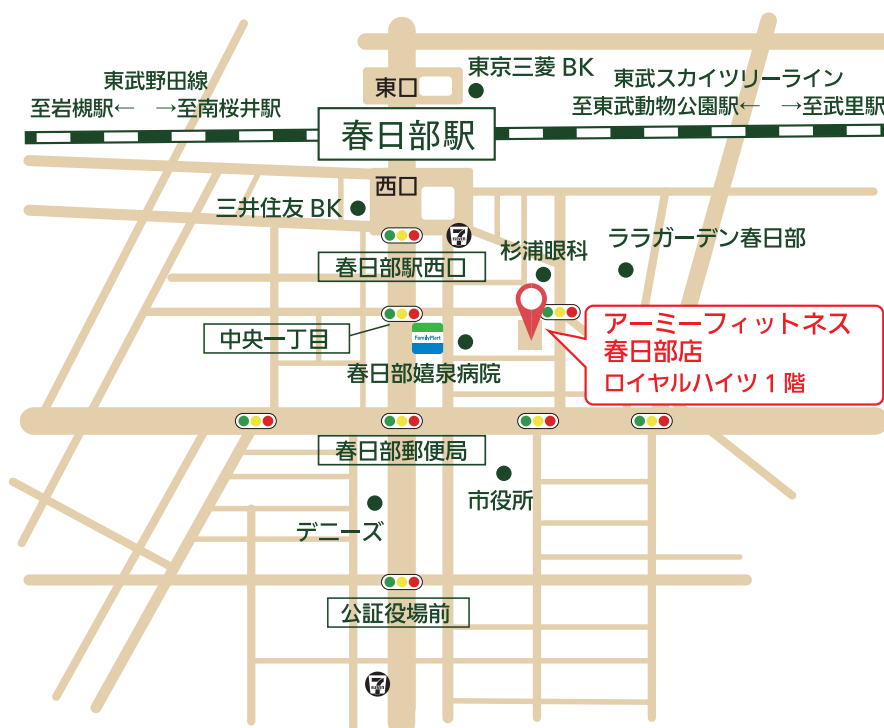 東武野田線
至岩槻駅← →至南桜井駅
東口
東京三菱 BK
東武スカイツリーライン
至東武動物公園駅← →至武里駅
春日部駅
西口
三井住友 BK
7
ELEVEN
杉浦眼科
ララガーデン春日部
春日部駅西口
中央一丁目
FamilyMart
春日部嬉泉病院
アーミーフィットネス
春日部店
ロイヤルハイツ 1 階
春日部郵便局
市役所
デニーズ
公証役場前
7
ELEVEN